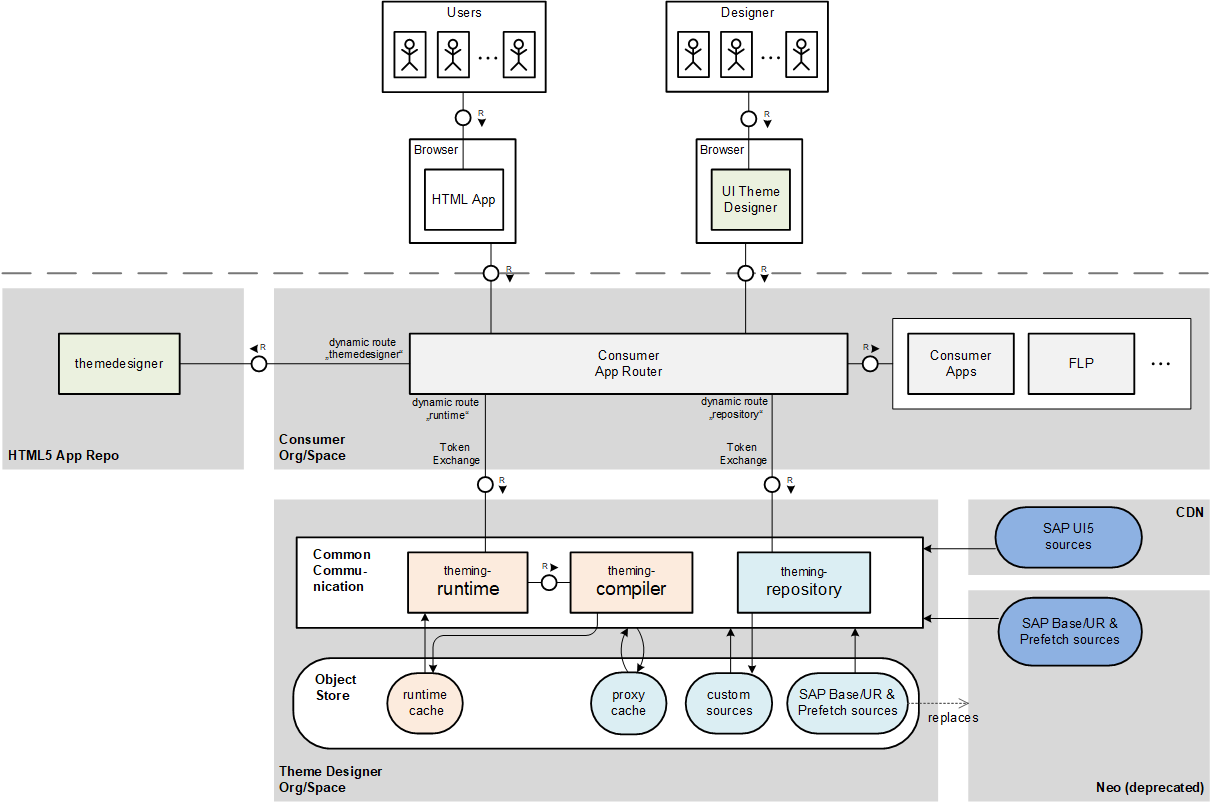 Users
Designer
...
...
R
R
Browser
Browser
HTML App
UI Theme
Designer
R
R
themedesigner
R
dynamic route
„themedesigner“
Consumer
App Router
R
Consumer
Apps
FLP
...
dynamic route
„runtime“
dynamic route
„repository“
Consumer
Org/Space
HTML5 App Repo
Token
Exchange
Token
Exchange
R
R
CDN
SAP UI5
sources
Common
Commu-
nication
theming-
runtime
R
theming-
compiler
theming-
repository
SAP Base/UR &
Prefetch sources
Object
Store
runtime
cache
proxy
cache
custom
sources
SAP Base/UR &
Prefetch sources
replaces
Theme Designer
Org/Space
Neo (deprecated)